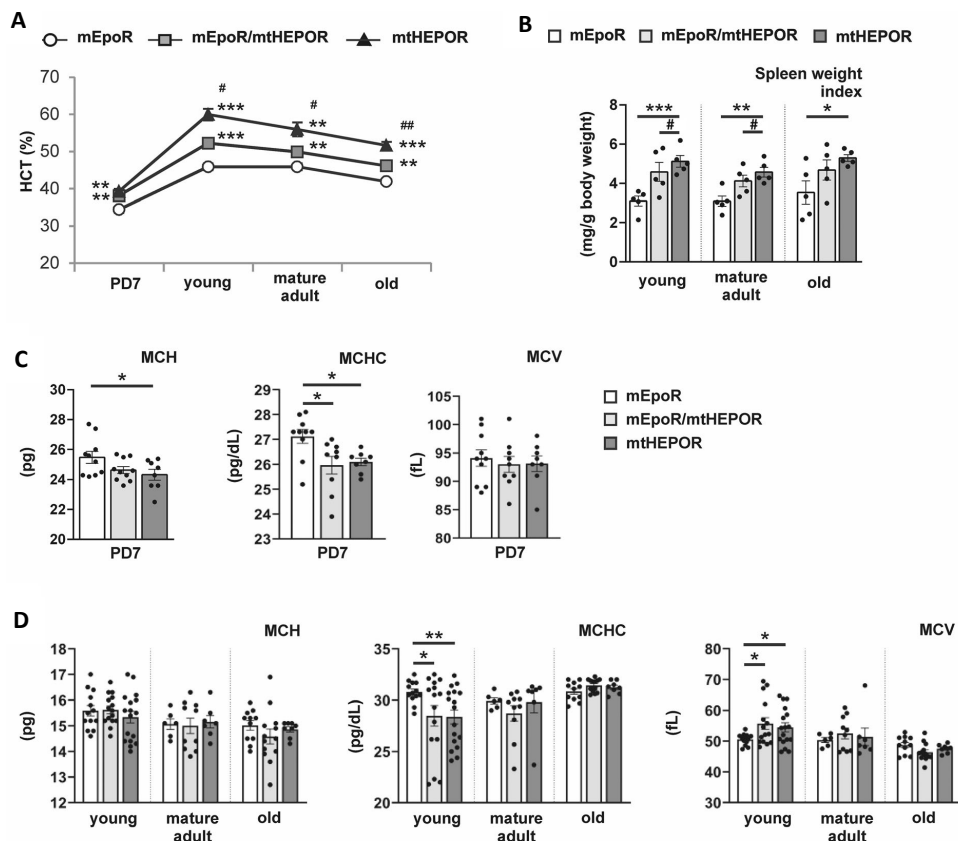 A
mEpoR mEpoR/mtHEPOR mtHEPOR
HCT (%)
70
60
50
40
30
20
# *** ***
# ** **
## *** **
** **
PD7 young mature adult old
B
mEpoR mEpoR/mtHEPOR mtHEPOR
Spleen weight
index
(mg/g body weight)
8
6
4
2
0
*** # ** # *
young mature adult old
C
MCH
(pg)
30
28
26
24
22
20
*
PD7
MCHC
(pg/dL)
29
28
27
26
25
24
23
*
*
PD7
MCV
(fL)
105
100
95
90
85
80
PD7
mEpoR
mEpoR/mtHEPOR
mtHEPOR
D
MCH
(pg)
18
17
16
15
14
13
12
young mature adult old
MCHC
(pg/dL)
35
30
25
20
**
*
young mature adult old
MCV
(fL)
80
70
60
50
40
30
*
*
young mature adult old